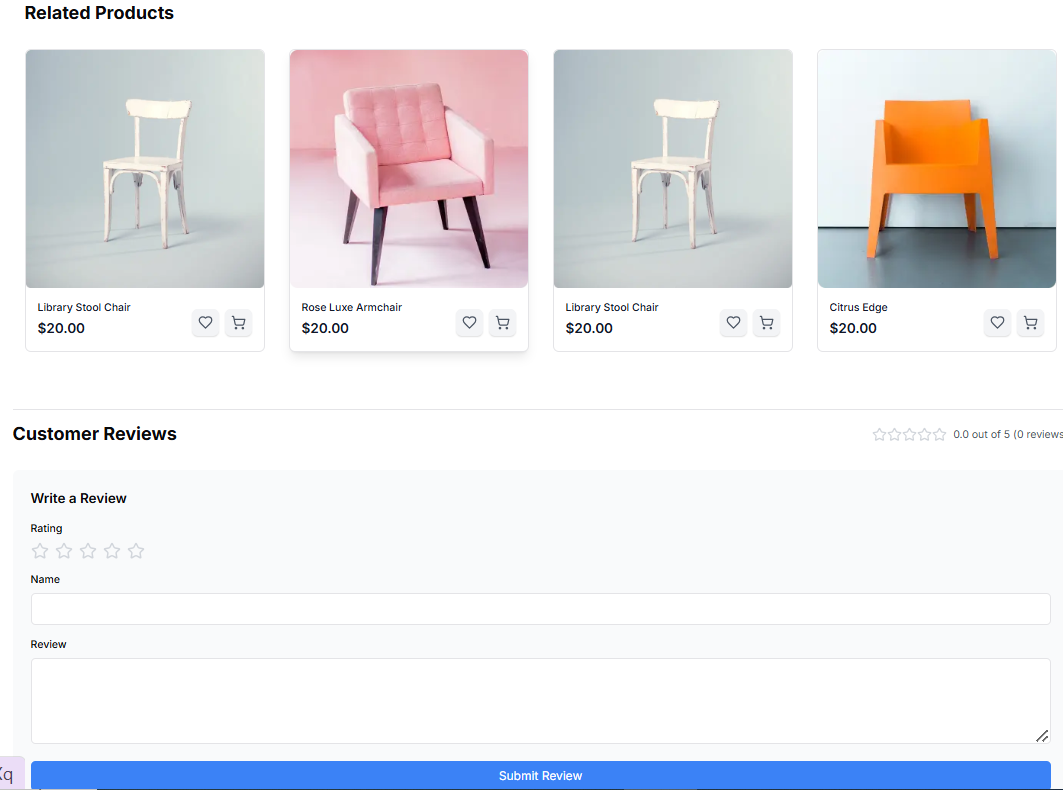 Related Products
Library Stool Chair
$20.00
Rose Luxe Armchair
$20.00
Library Stool Chair
$20.00
Citrus Edge
$20.00
Customer Reviews
0.0 out of 5 (0 reviews
Write a Review
Rating
Name
Review
Submit Review